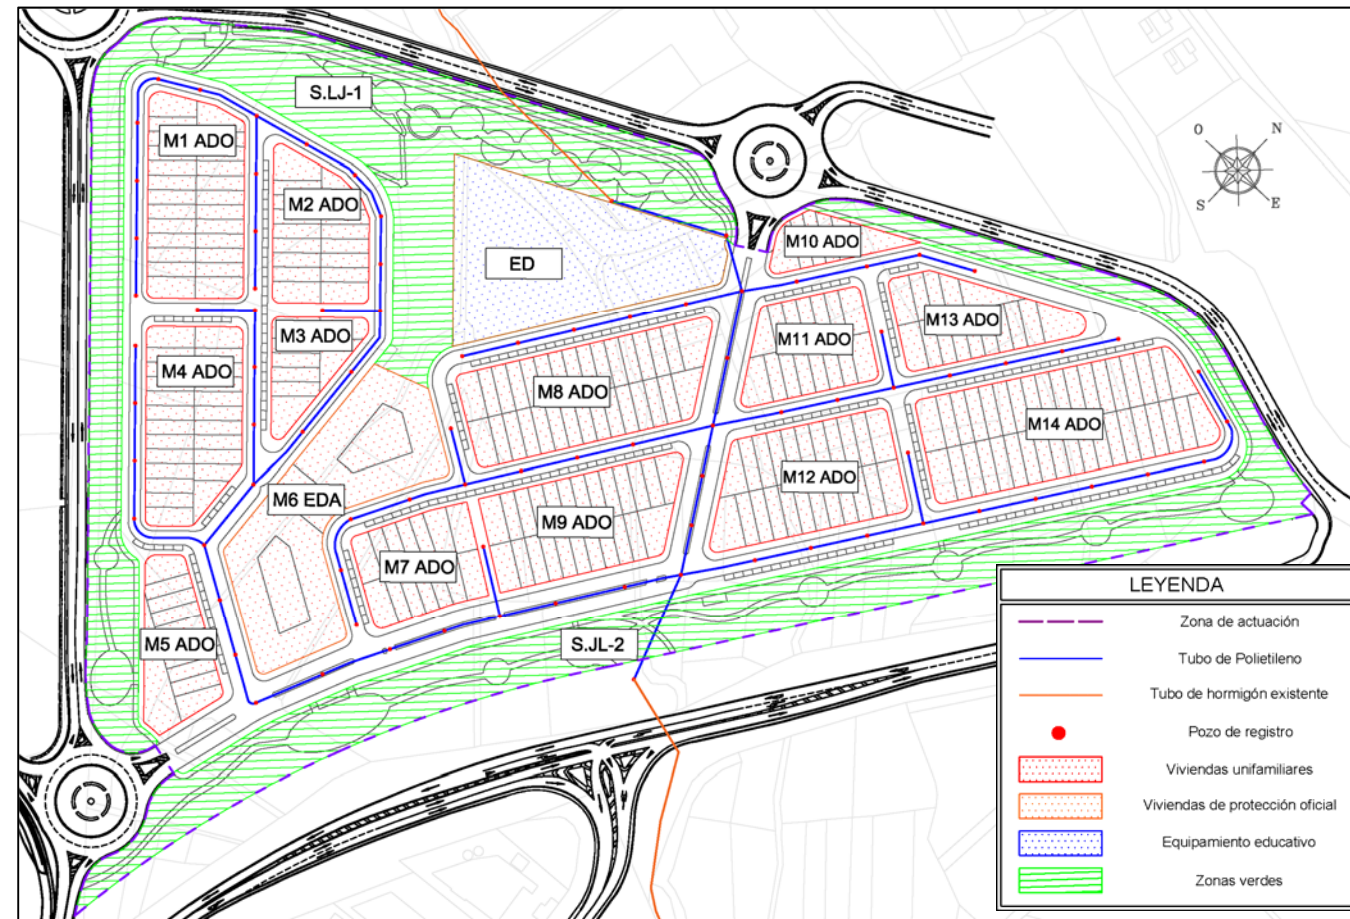 S.LJ-1
O
N
M1 ADO
M2 ADO
S
E
M10 ADO
ED
M13 ADO
M3 ADO
M11 ADO
M4 ADO
M8 ADO
M14 ADO
M12 ADO
M6 EDA
M9 ADO
M7 ADO
M5 ADO
S.JL-2
LEYENDA
Zona de actuación
Tubo de Polietileno
Tubo de hormigón existente
Pozo de registro
Viviendas unifamiliares
Viviendas de protección oficial
Equipamiento educativo
Zonas verdes